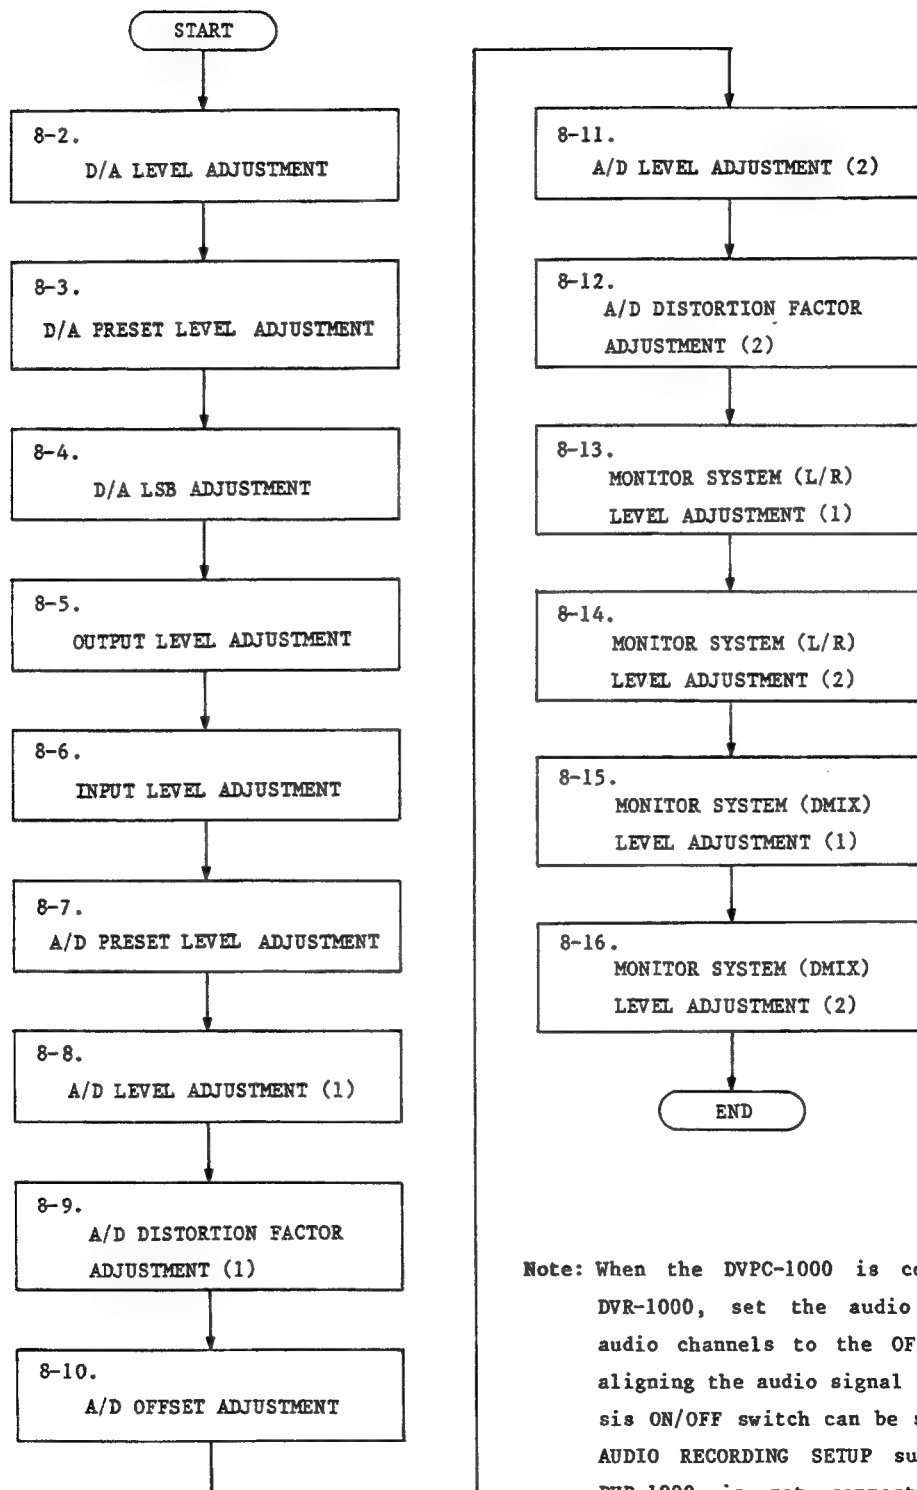 START
8-2.
D/A LEVEL ADJUSTMENT
8-3.
D/A PRESET LEVEL ADJUSTMENT
8-4.
D/A LSB ADJUSTMENT
8-5.
OUTPUT LEVEL ADJUSTMENT
8-6.
INPUT LEVEL ADJUSTMENT
8-7.
A/D PRESET LEVEL ADJUSTMENT
8-8.
A/D LEVEL ADJUSTMENT (1)
8-9.
A/D DISTORTION FACTOR
ADJUSTMENT (1)
8-10.
A/D OFFSET ADJUSTMENT
8-11.
A/D LEVEL ADJUSTMENT (2)
8-12.
A/D DISTORTION FACTOR
ADJUSTMENT (2)
8-13.
MONITOR SYSTEM (L/R)
LEVEL ADJUSTMENT (1)
8-14.
MONITOR SYSTEM (L/R)
LEVEL ADJUSTMENT (2)
8-15.
MONITOR SYSTEM (DMIX)
LEVEL ADJUSTMENT (1)
8-16.
MONITOR SYSTEM (DMIX)
LEVEL ADJUSTMENT (2)
END
Note: When the DVPC-1000 is
DVR-1000, set the audio
audio channels to the
aligning the audio signal
sis ON/OFF switch can be
AUDIO RECORDING SETUP
DVR-1000 is not